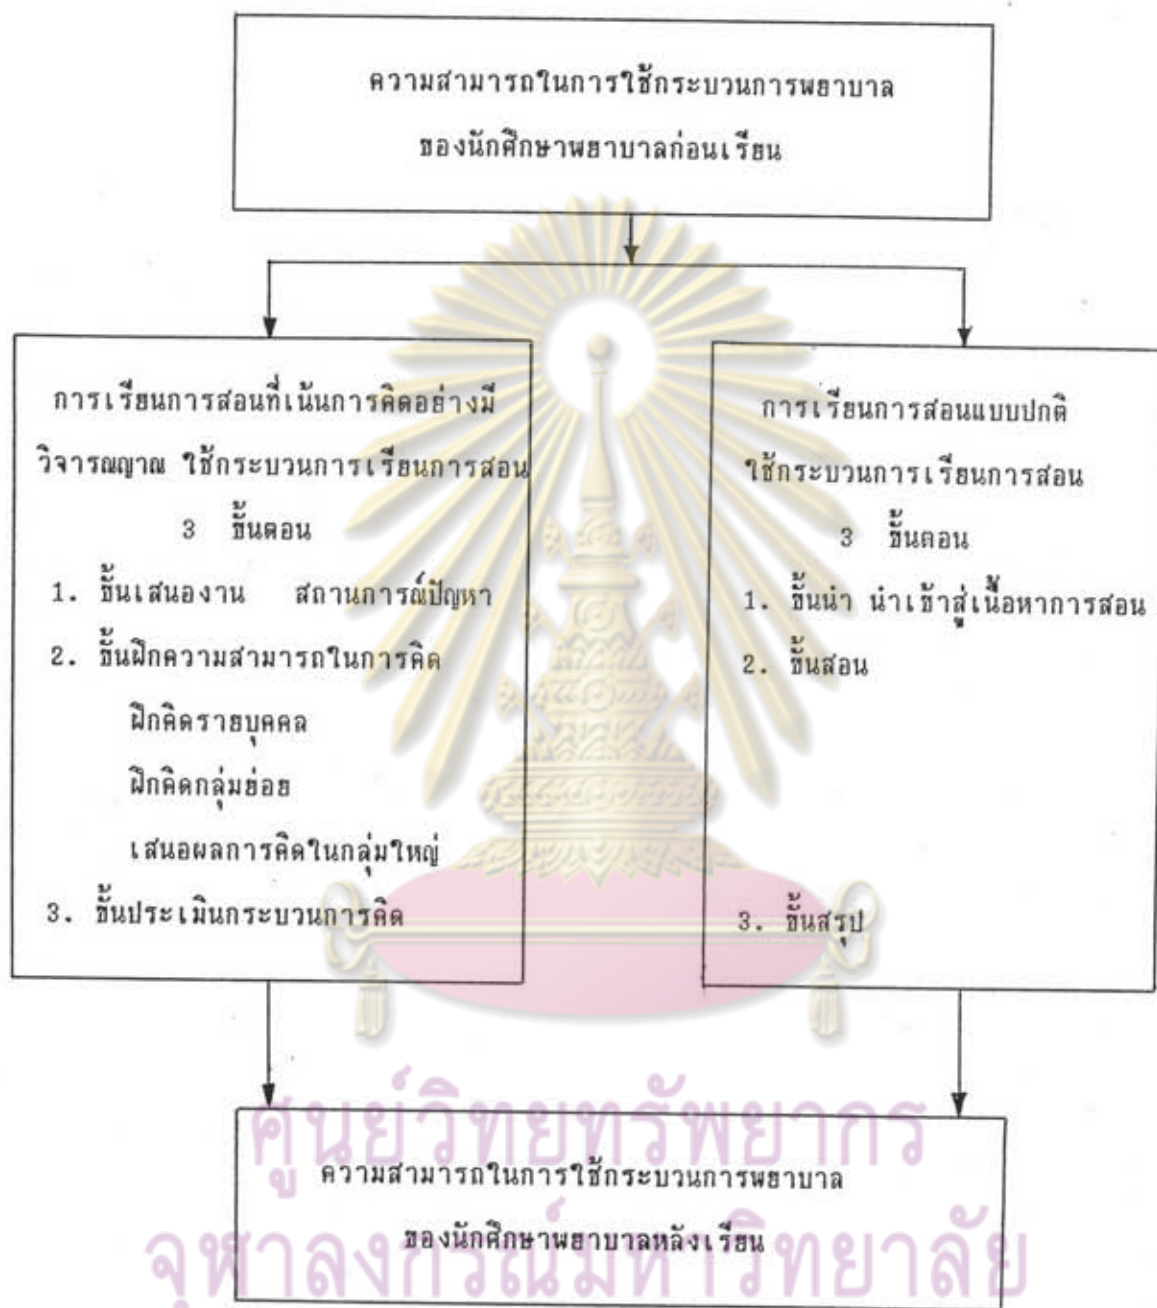 ความสามารถในการใช้กระบวนการพยาบาล
ของนักศึกษาพยาบาลก่อนเรียน
การเรียนการสอนที่เน้นการคิดอย่างมี
วิจารณญาณ ใช้กระบวนการเรียนการสอน
3 ขั้นตอน
1. ขั้นเสนองาน สถานการณ์ปัญหา
2. ขั้นฝึกความสามารถในการคิด
ฝึกคิดรายบุคคล
ฝึกคิดกลุ่มย่อย
เสนอผลการคิดในกลุ่มใหญ่
3. ขั้นประเมินกระบวนการคิด
การเรียนการสอนแบบปกติ
ใช้กระบวนการเรียนการสอน
3 ขั้นตอน
1. ขั้นนำ นำเข้าสู่เนื้อหาการสอน
2. ขั้นสอน
3. ขั้นสรุป
ศูนย์วิทยทรัพยากร
ความสามารถในการใช้กระบวนการพยาบาล
ของนักศึกษาพยาบาลหลังเรียน
จุฬาลงกรณ์มหาวิทยาลัย